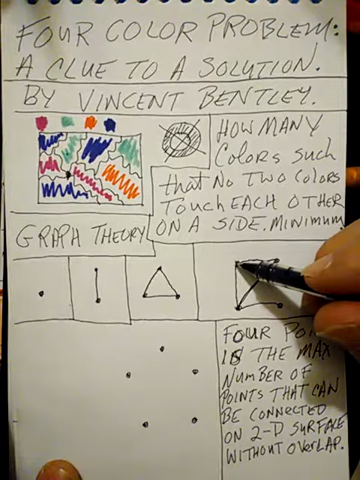 FOUR COLOR PROBLEM:
A CLUE TO A SOLUTION.
BY VINCENT BENTLEY.
HOW MANY
Colors such
that No Two Colors
Touch EACH OTHER
ON A SIDE. Minimum
GRAPH THEORY
FOUR
IS THE MAX
NUMBER OF
POINTS THAT CAN
BE CONNECTED
ON 2-D SURFACE
WITHOUT OVERLAP.